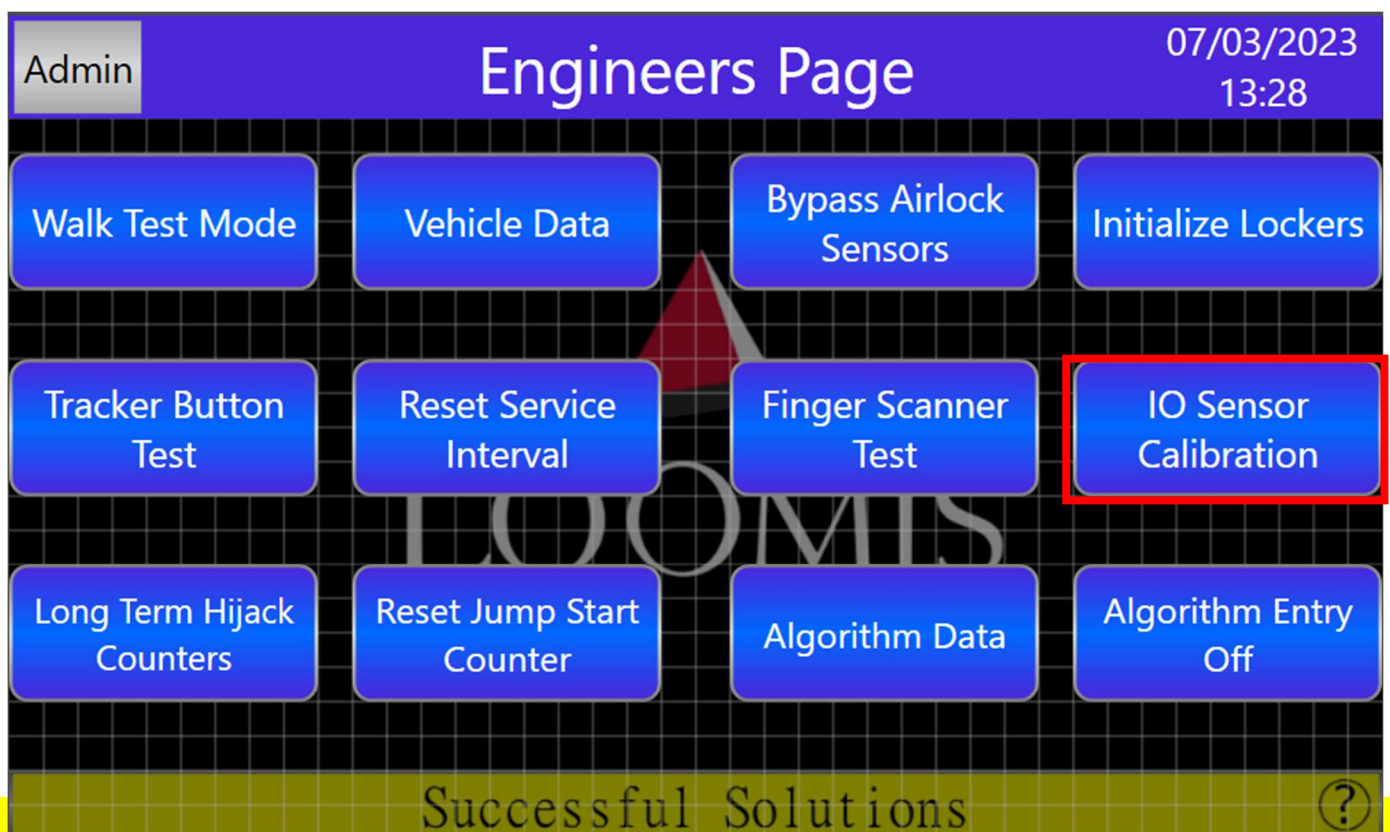 Admin
Engineers Page
07/03/2023
13:28
Walk Test Mode
Vehicle Data
Bypass Airlock
Sensors
Initialize Lockers
Tracker Button
Test
Reset Service
Interval
Finger Scanner
Test
IO Sensor
Calibration
LOOMIS
Long Term Hijack
Counters
Reset Jump Start
Counter
Algorithm Data
Algorithm Entry
Off
Successful Solutions
?